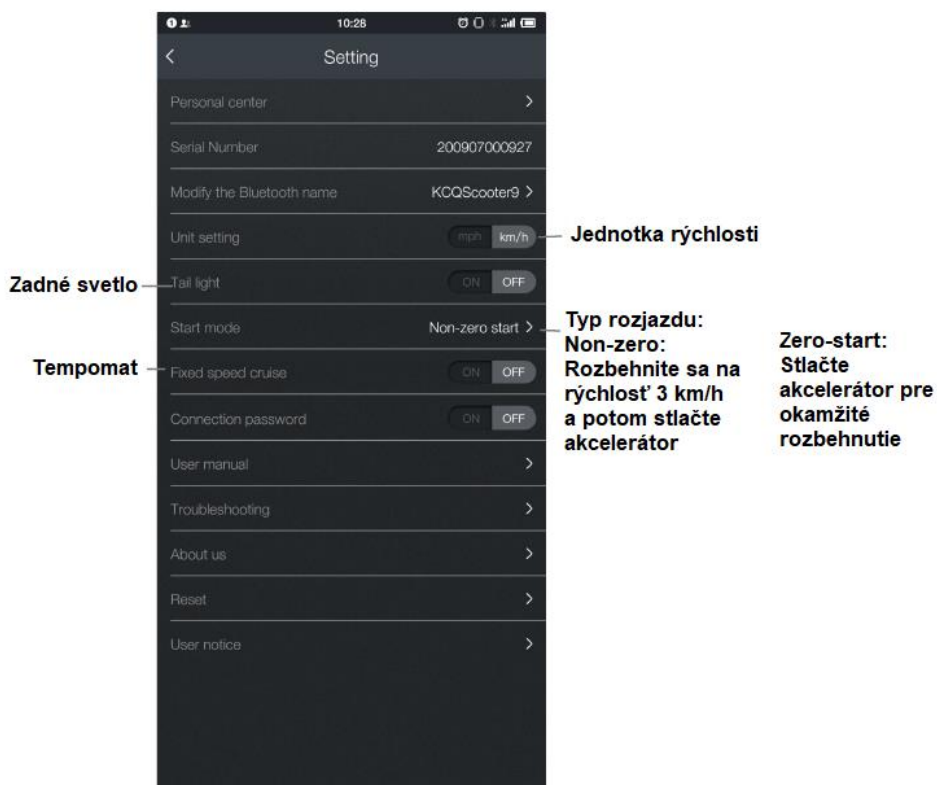 10:28
Setting
Personal center
Serial Number 200907000927
Modify the Bluetooth name KCQScooter9
Unit setting mph km/h
Jednotka rýchlosti
Zadné svetlo
Tail light ON OFF
Start mode Non-zero start
Typ rozjazdu:
Non-zero:
Rozbehnite sa na
rýchlosť 3 km/h
a potom stlačte
akcelerátor
Zero-start:
Stlačte
akcelerátor pre
okamžité
rozbehnutie
Tempomat
Fixed speed cruise ON OFF
Connection password ON OFF
User manual
Troubleshooting
About us
Reset
User notice